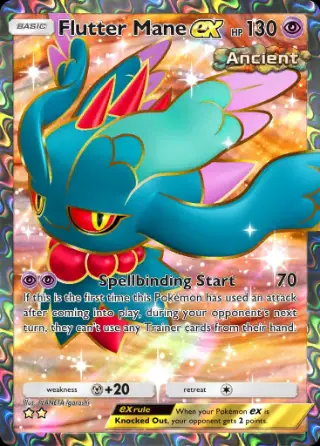 BASIC Flutter Mane ex HP 130
Ancient
Spellbinding Start 70
If this is the first time this Pokémon has used an attack
after coming into play, during your opponent's next
turn, they can't use any Trainer cards from their hand.
weakness +20 retreat
Illus. PLANETA Igarashi
ex rule When your Pokémon ex is
Knocked Out, your opponent gets 2 points.